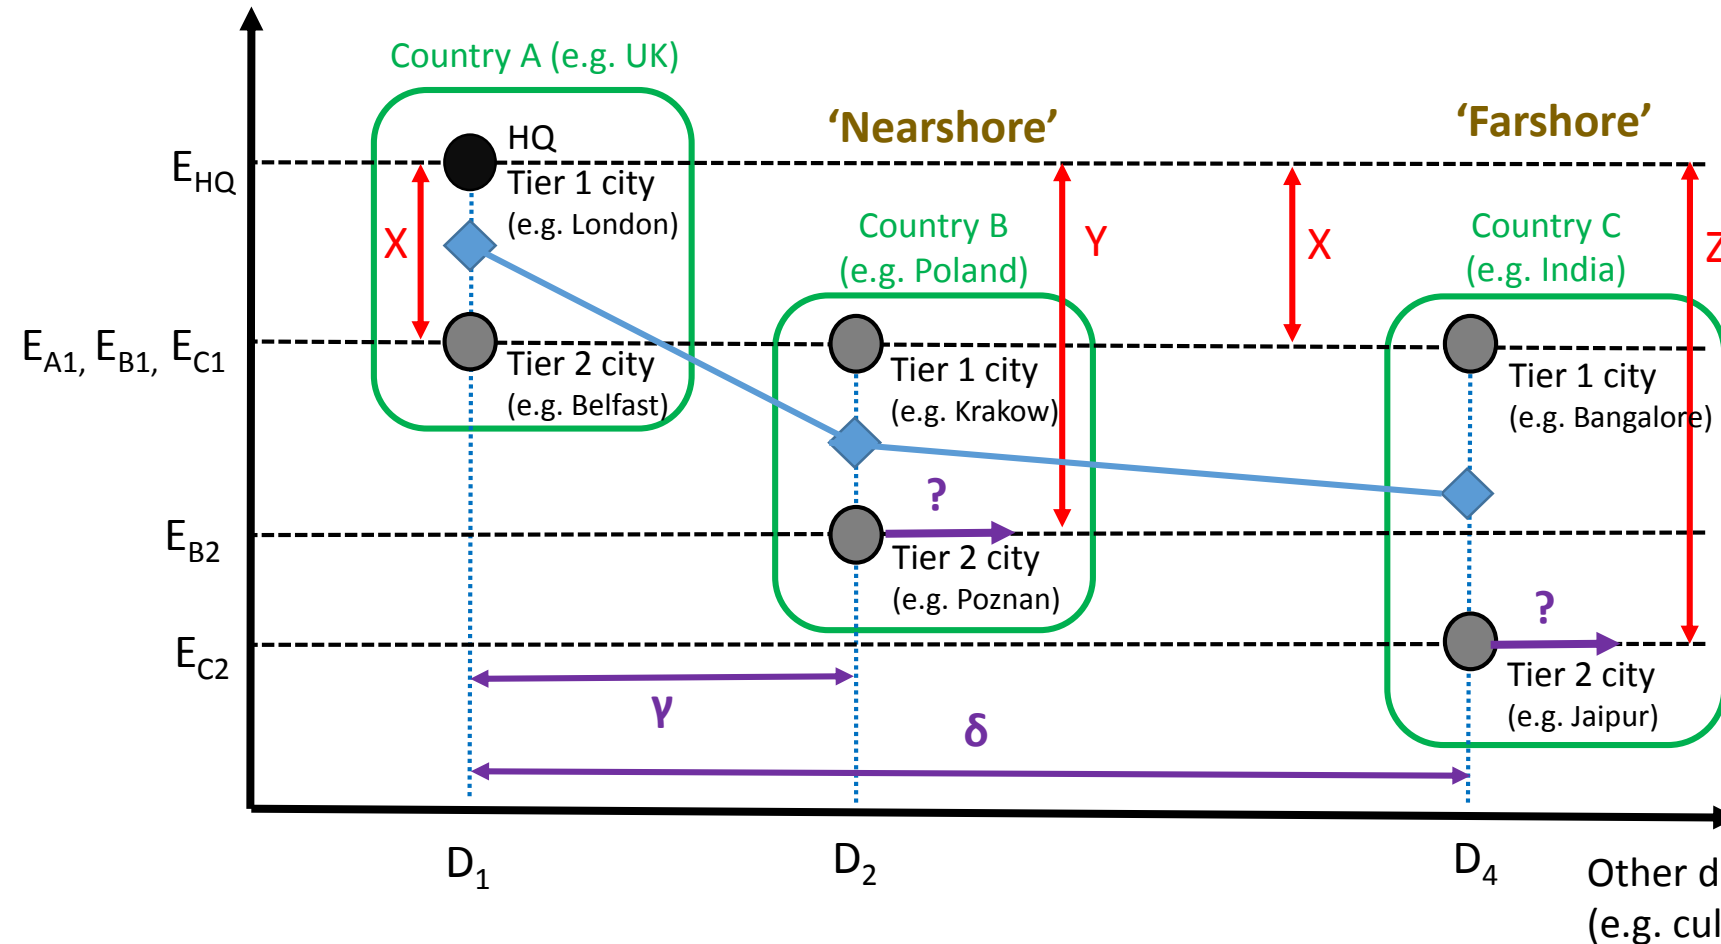 Country A (e.g. UK)
‘Nearshore’
‘Farshore’
HQ
E_HQ
Tier 1 city
(e.g. London)
X
Country B
(e.g. Poland)
Y
X
Country C
(e.g. India)
Z
E_A1, E_B1, E_C1
Tier 2 city
(e.g. Belfast)
Tier 1 city
(e.g. Krakow)
Tier 1 city
(e.g. Bangalore)
?
E_B2
Tier 2 city
(e.g. Poznan)
?
E_C2
Tier 2 city
(e.g. Jaipur)
γ
δ
D_1
D_2
D_4
Other d
(e.g. cul